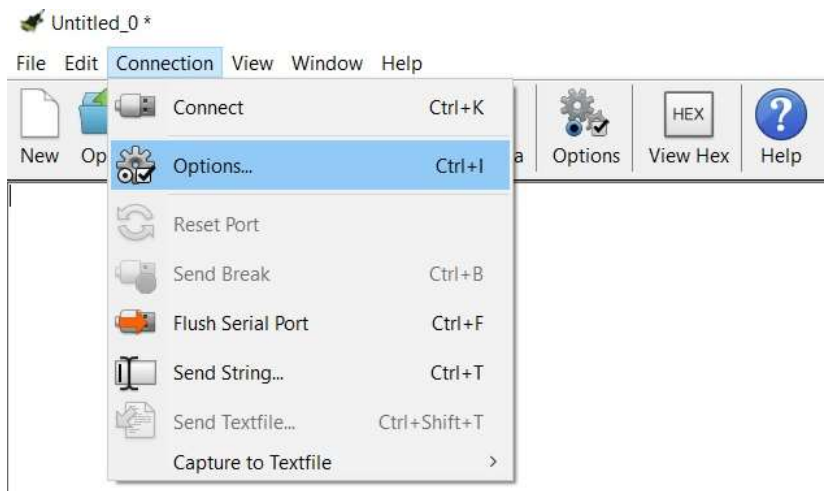 Untitled_0 *
File Edit Connection View Window Help
Connect Ctrl+K
Options... Ctrl+I
Reset Port
Send Break Ctrl+B
Flush Serial Port Ctrl+F
Send String... Ctrl+T
Send Textfile... Ctrl+Shift+T
Capture to Textfile >
New Op a Options View Hex Help
HEX